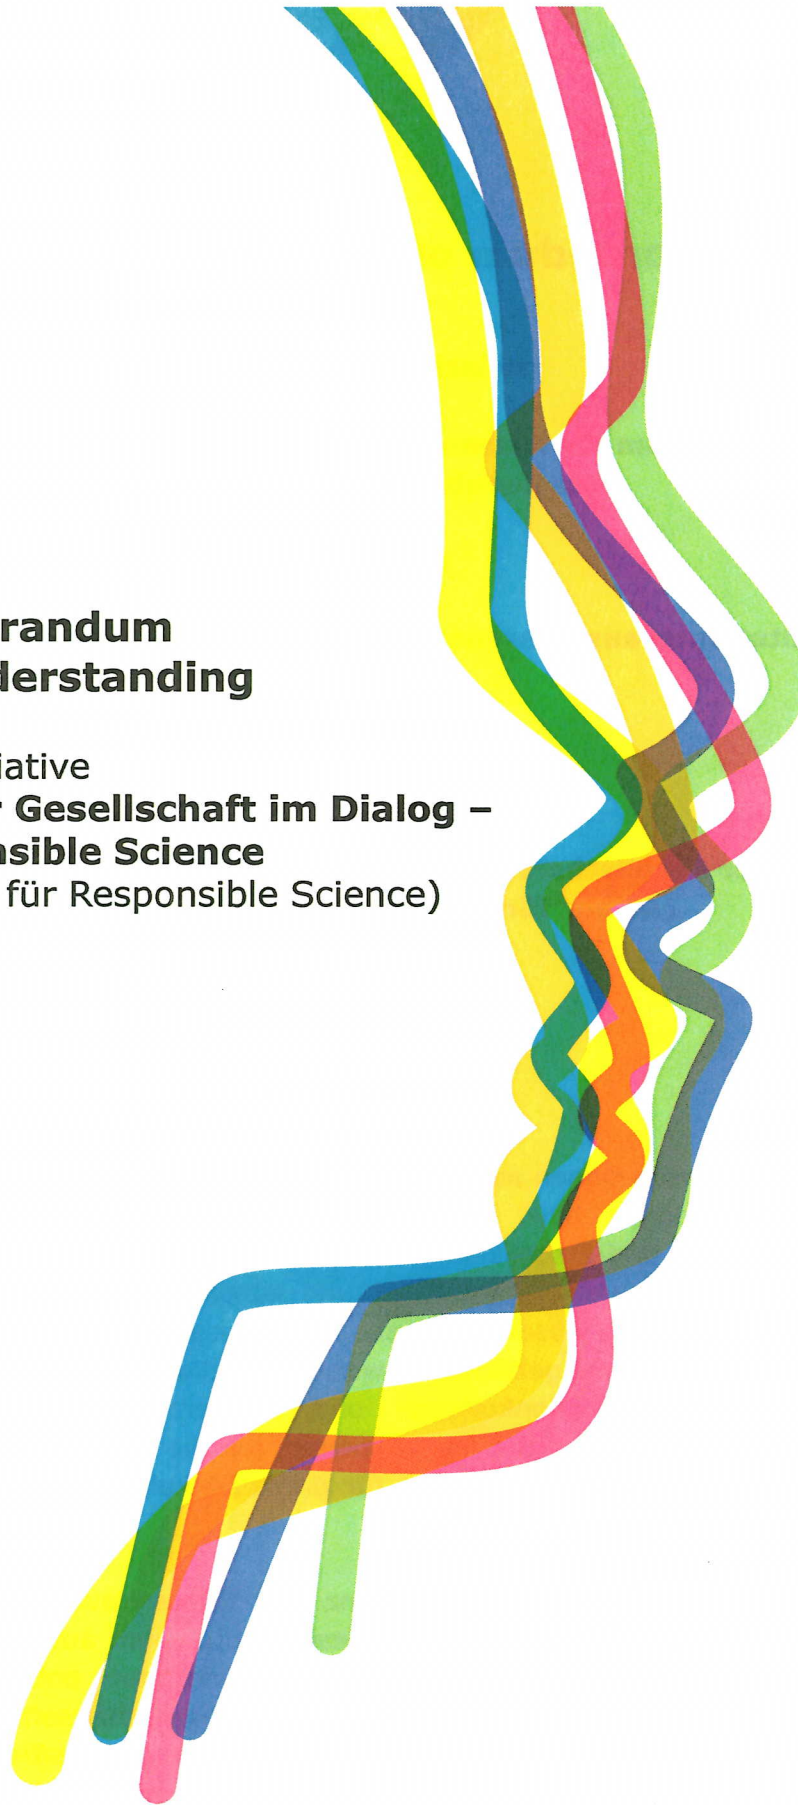 randum
derstanding
iative
r Gesellschaft im Dialog –
nsible Science
für Responsible Science)